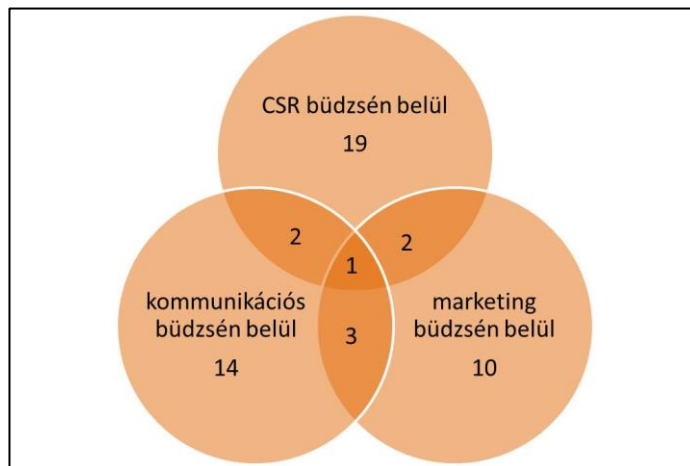 CSR büdzsén belül
19
2
2
1
kommunikációs
büdzsén belül
14
3
marketing
büdzsén belül
10